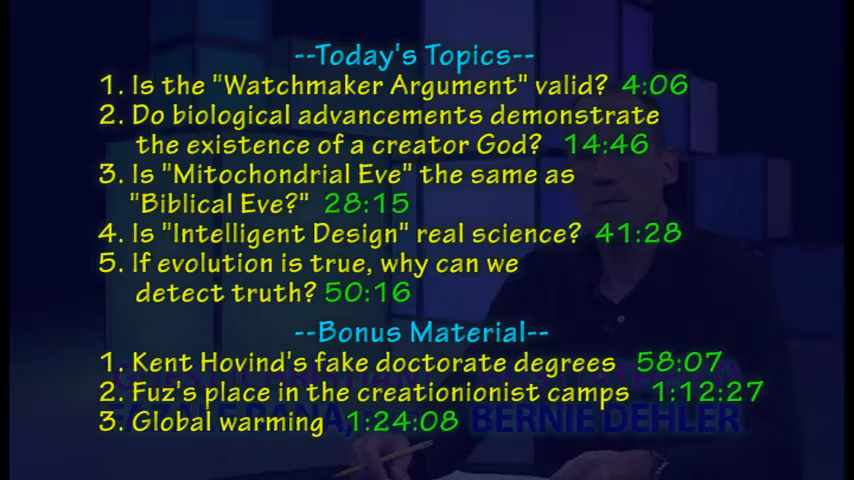 --Today's Topics--
1. Is the "Watchmaker Argument" valid? 4:06
2. Do biological advancements demonstrate
the existence of a creator God? 14:46
3. Is "Mitochondrial Eve" the same as
"Biblical Eve?" 28:15
4. Is "Intelligent Design" real science? 41:28
5. If evolution is true, why can we
detect truth? 50:16
--Bonus Material--
1. Kent Hovind's fake doctorate degrees 58:07
2. Fuz's place in the creationionist camps 1:12:27
3. Global warming 1:24:08
BERNIE DEHLER